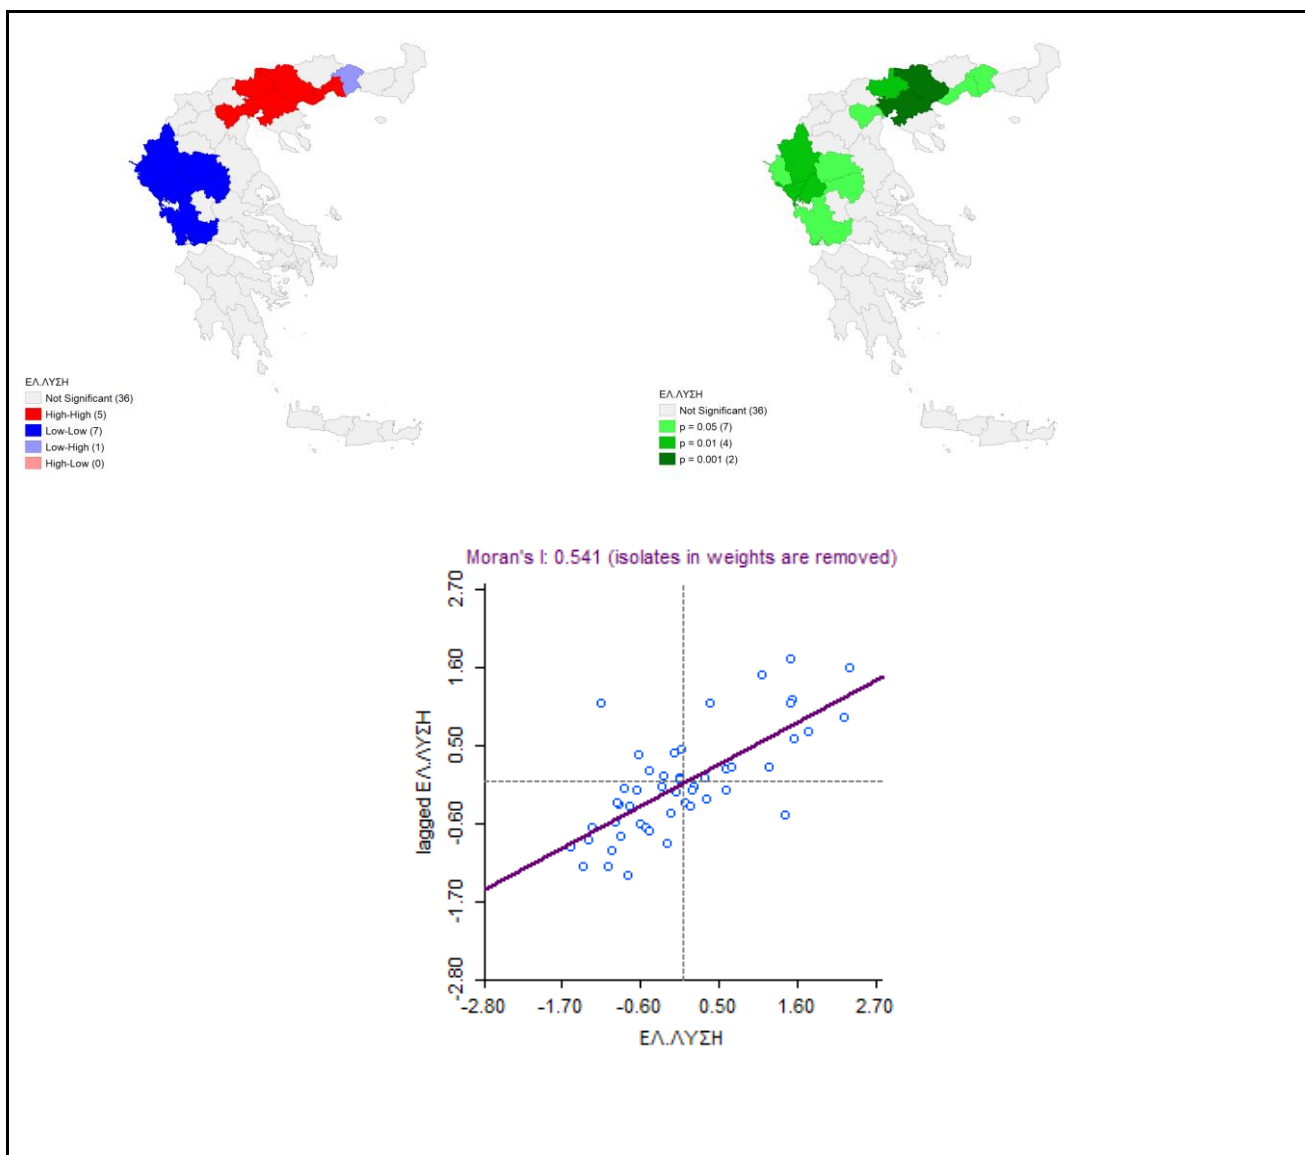 ΕΛ.ΛΥΣΗ
Not Significant (36)
High-High (5)
Low-Low (7)
Low-High (1)
High-Low (0)
ΕΛ.ΛΥΣΗ
Not Significant (36)
p = 0.05 (7)
p = 0.01 (4)
p = 0.001 (2)
Moran's I: 0.541 (isolates in weights are removed)
lagged ΕΛ.ΛΥΣΗ
2.70
1.60
0.50
-0.60
-1.70
-2.80
-2.80 -1.70 -0.60 0.50 1.60 2.70
ΕΛ.ΛΥΣΗ